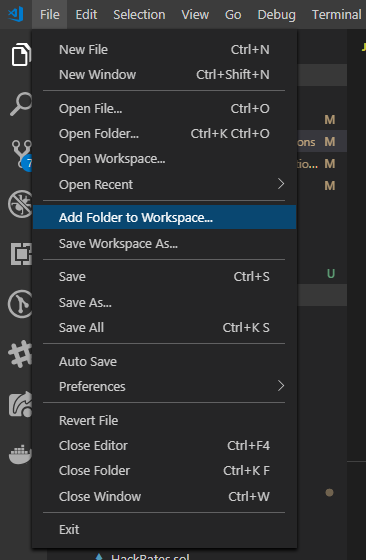 File Edit Selection View Go Debug Terminal
New File Ctrl+N
New Window Ctrl+Shift+N
Open File... Ctrl+O
Open Folder... Ctrl+K Ctrl+O M
Open Workspace... ons
Open Recent M
Add Folder to Workspace...
Save Workspace As...
Save Ctrl+S U
Save As...
Save All Ctrl+K S
Auto Save
Preferences
Revert File
Close Editor Ctrl+F4
Close Folder Ctrl+K F
Close Window Ctrl+W
Exit
HackRates.sol
7
M
tio...